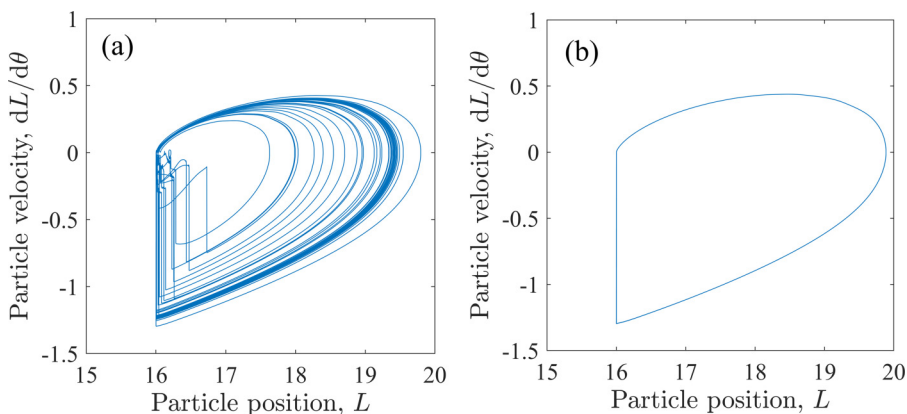 (a)
Particle velocity, dL/dθ
1
0.5
0
-0.5
-1
-1.5
15 16 17 18 19 20
Particle position, L
(b)
Particle velocity, dL/dθ
1
0.5
0
-0.5
-1
-1.5
15 16 17 18 19 20
Particle position, L